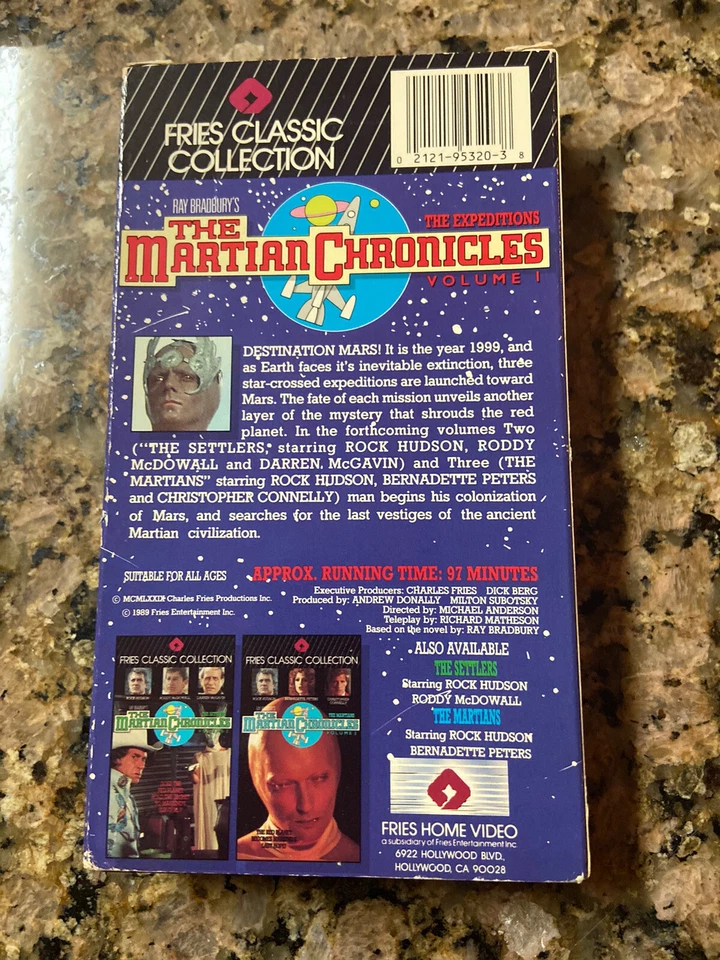 FRIES CLASSIC
COLLECTION
0 2121-95320-3 8
RAY BRADBURY'S
THE
MARTIAN CHRONICLES
THE EXPEDITIONS
VOLUME I
DESTINATION MARS! It is the year 1999, and
as Earth faces it's inevitable extinction, three
star-crossed expeditions are launched toward
Mars. The fate of each mission unveils another
layer of the mystery that shrouds the red
planet. In the forthcoming volumes Two
("THE SETTLERS," starring ROCK HUDSON, RODDY
McDOWALL and DARREN McGAVIN) and Three (THE
MARTIANS" starring ROCK HUDSON, BERNADETTE PETERS
and CHRISTOPHER CONNELLY) man begins his colonization
of Mars, and searches for the last vestiges of the ancient
Martian civilization.
SUITABLE FOR ALL AGES
APPROX. RUNNING TIME: 97 MINUTES
© Charles Fries Productions Inc.
© 1989 Fries Entertainment Inc.
Executive Producers: CHARLES FRIES DICK BERG
Produced by: ANDREW DONALLY MILTON SUBOTSKY
Directed by: MICHAEL ANDERSON
Teleplay by: RICHARD MATHESON
Based on the novel by: RAY BRADBURY
FRIES CLASSIC COLLECTION
THE
MARTIAN CHRONICLES
FRIES CLASSIC COLLECTION
THE
MARTIAN CHRONICLES
THE MARTIANS
ALSO AVAILABLE
THE SETTLERS
Starring ROCK HUDSON
RODDY McDOWALL
THE MARTIANS
Starring ROCK HUDSON
BERNADETTE PETERS
FRIES HOME VIDEO
a subsidiary of Fries Entertainment Inc.
6922 HOLLYWOOD BLVD.,
HOLLYWOOD, CA 90028